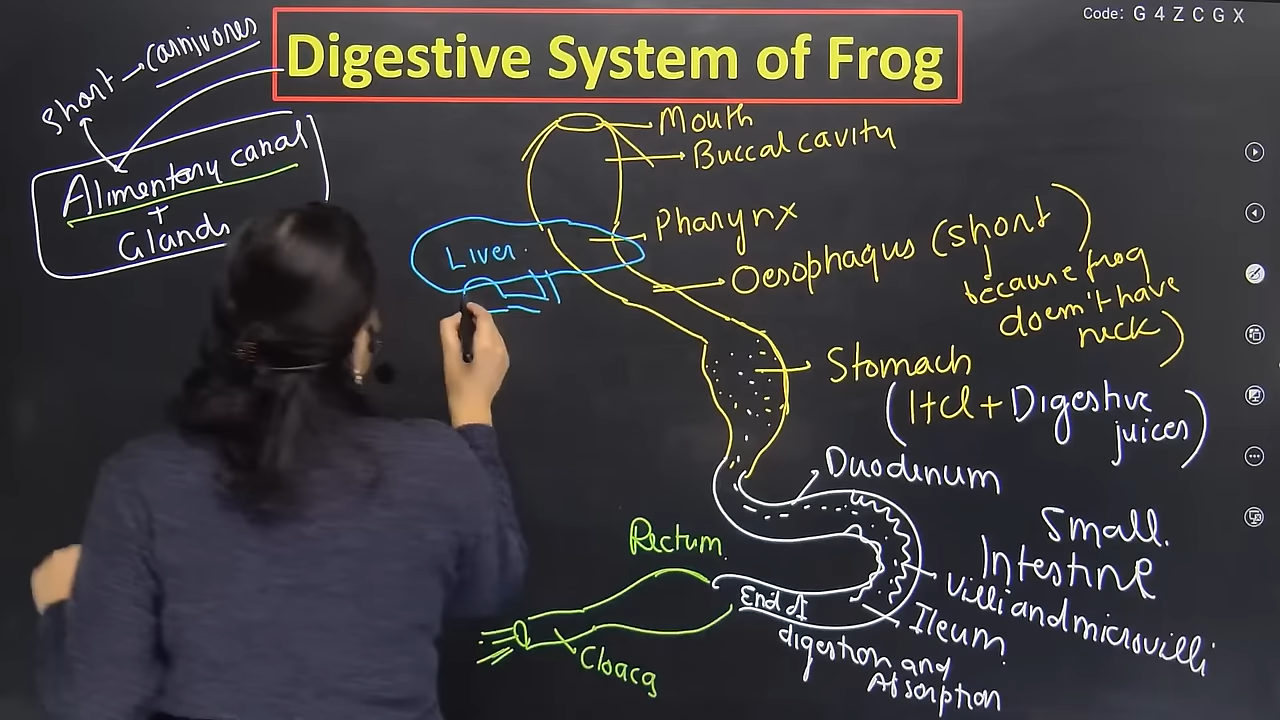 Code: G 4 Z C G X
Digestive System of Frog
Short → carnivores
Alimentary canal
+
Glands
Mouth
Buccal cavity
Pharynx
Oesophagus (short
because frog
doesn't have
neck)
Liver
Stomach
(HCl + Digestive
juices)
Duodenum
Small
Intestine
Villi and microvilli
Ileum
End of
digestion and
Absorption
Rectum
Cloaca